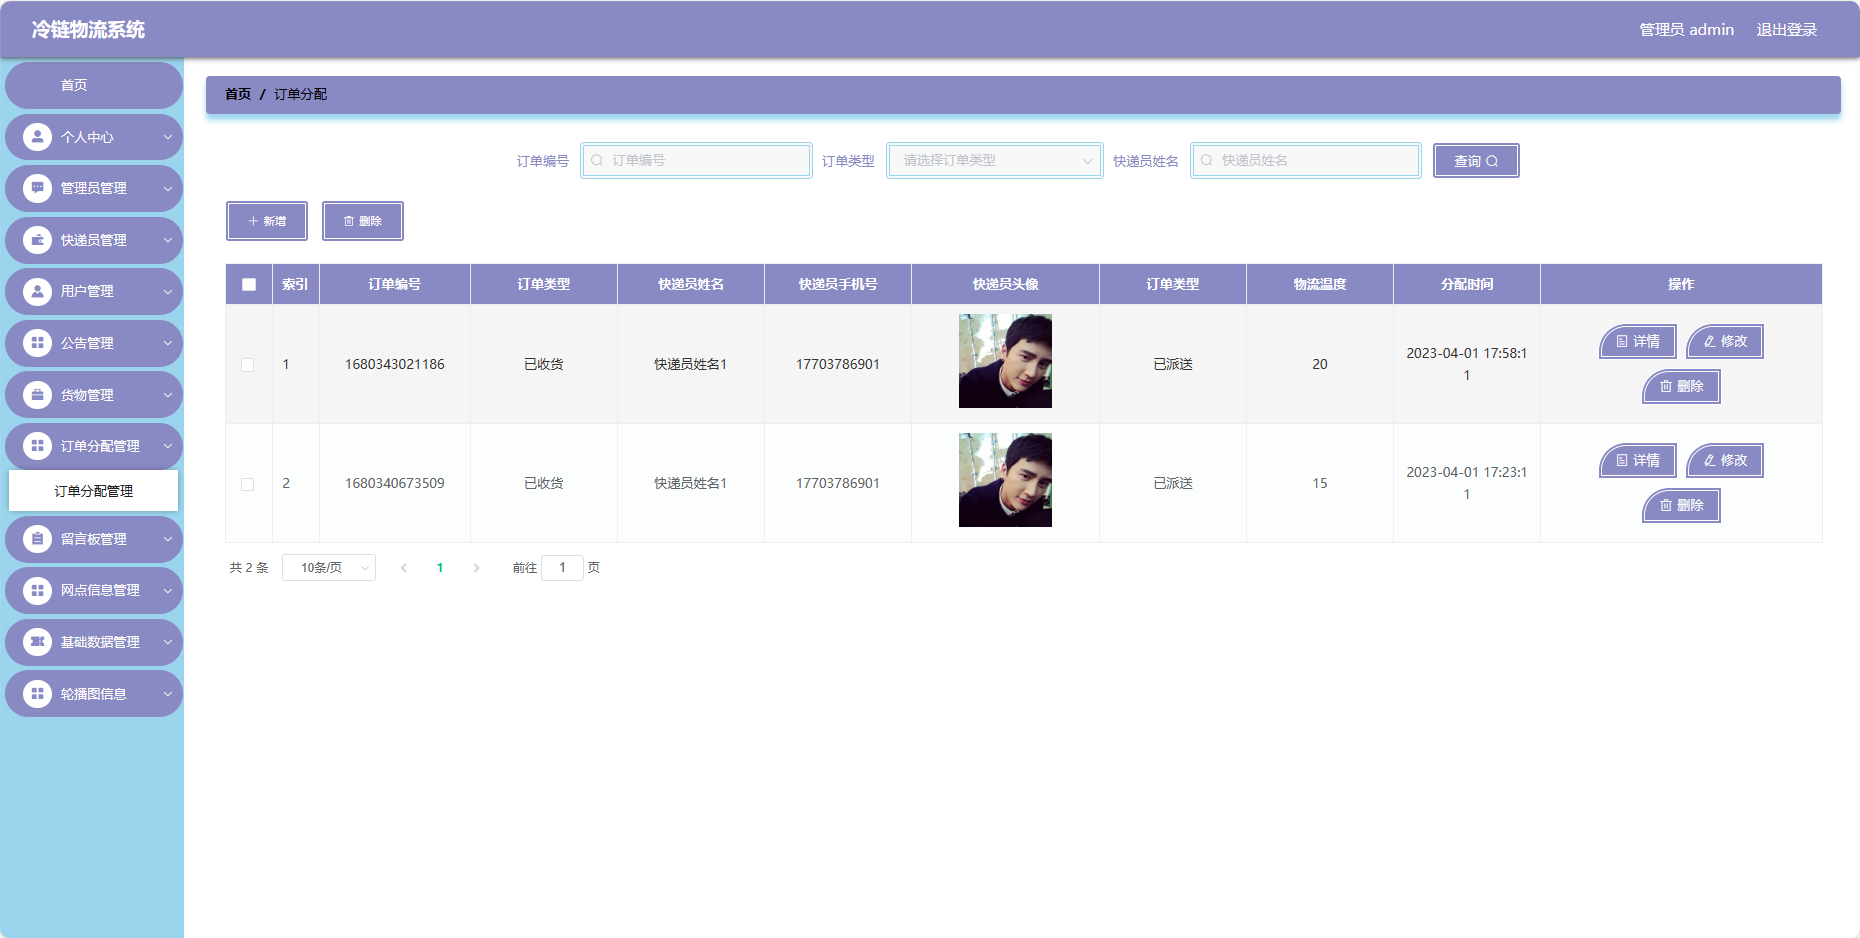 冷链物流系统
管理员 admin 退出登录
首页
个人中心
管理员管理
快递员管理
用户管理
公告管理
货物管理
订单分配管理
订单分配管理
留言板管理
网点信息管理
基础数据管理
轮播图信息
首页 / 订单分配
订单编号 订单编号 订单类型 请选择订单类型 快递员姓名 快递员姓名 查询
新增 删除
索引 订单编号 订单类型 快递员姓名 快递员手机号 快递员头像 订单类型 物流温度 分配时间 操作
1 1680343021186 已收货 快递员姓名1 17703786901 已派送 20 2023-04-01 17:58:1
1
详情 修改
删除
2 1680340673509 已收货 快递员姓名1 17703786901 已派送 15 2023-04-01 17:23:1
1
详情 修改
删除
共 2 条 10条/页 1 前往 1 页